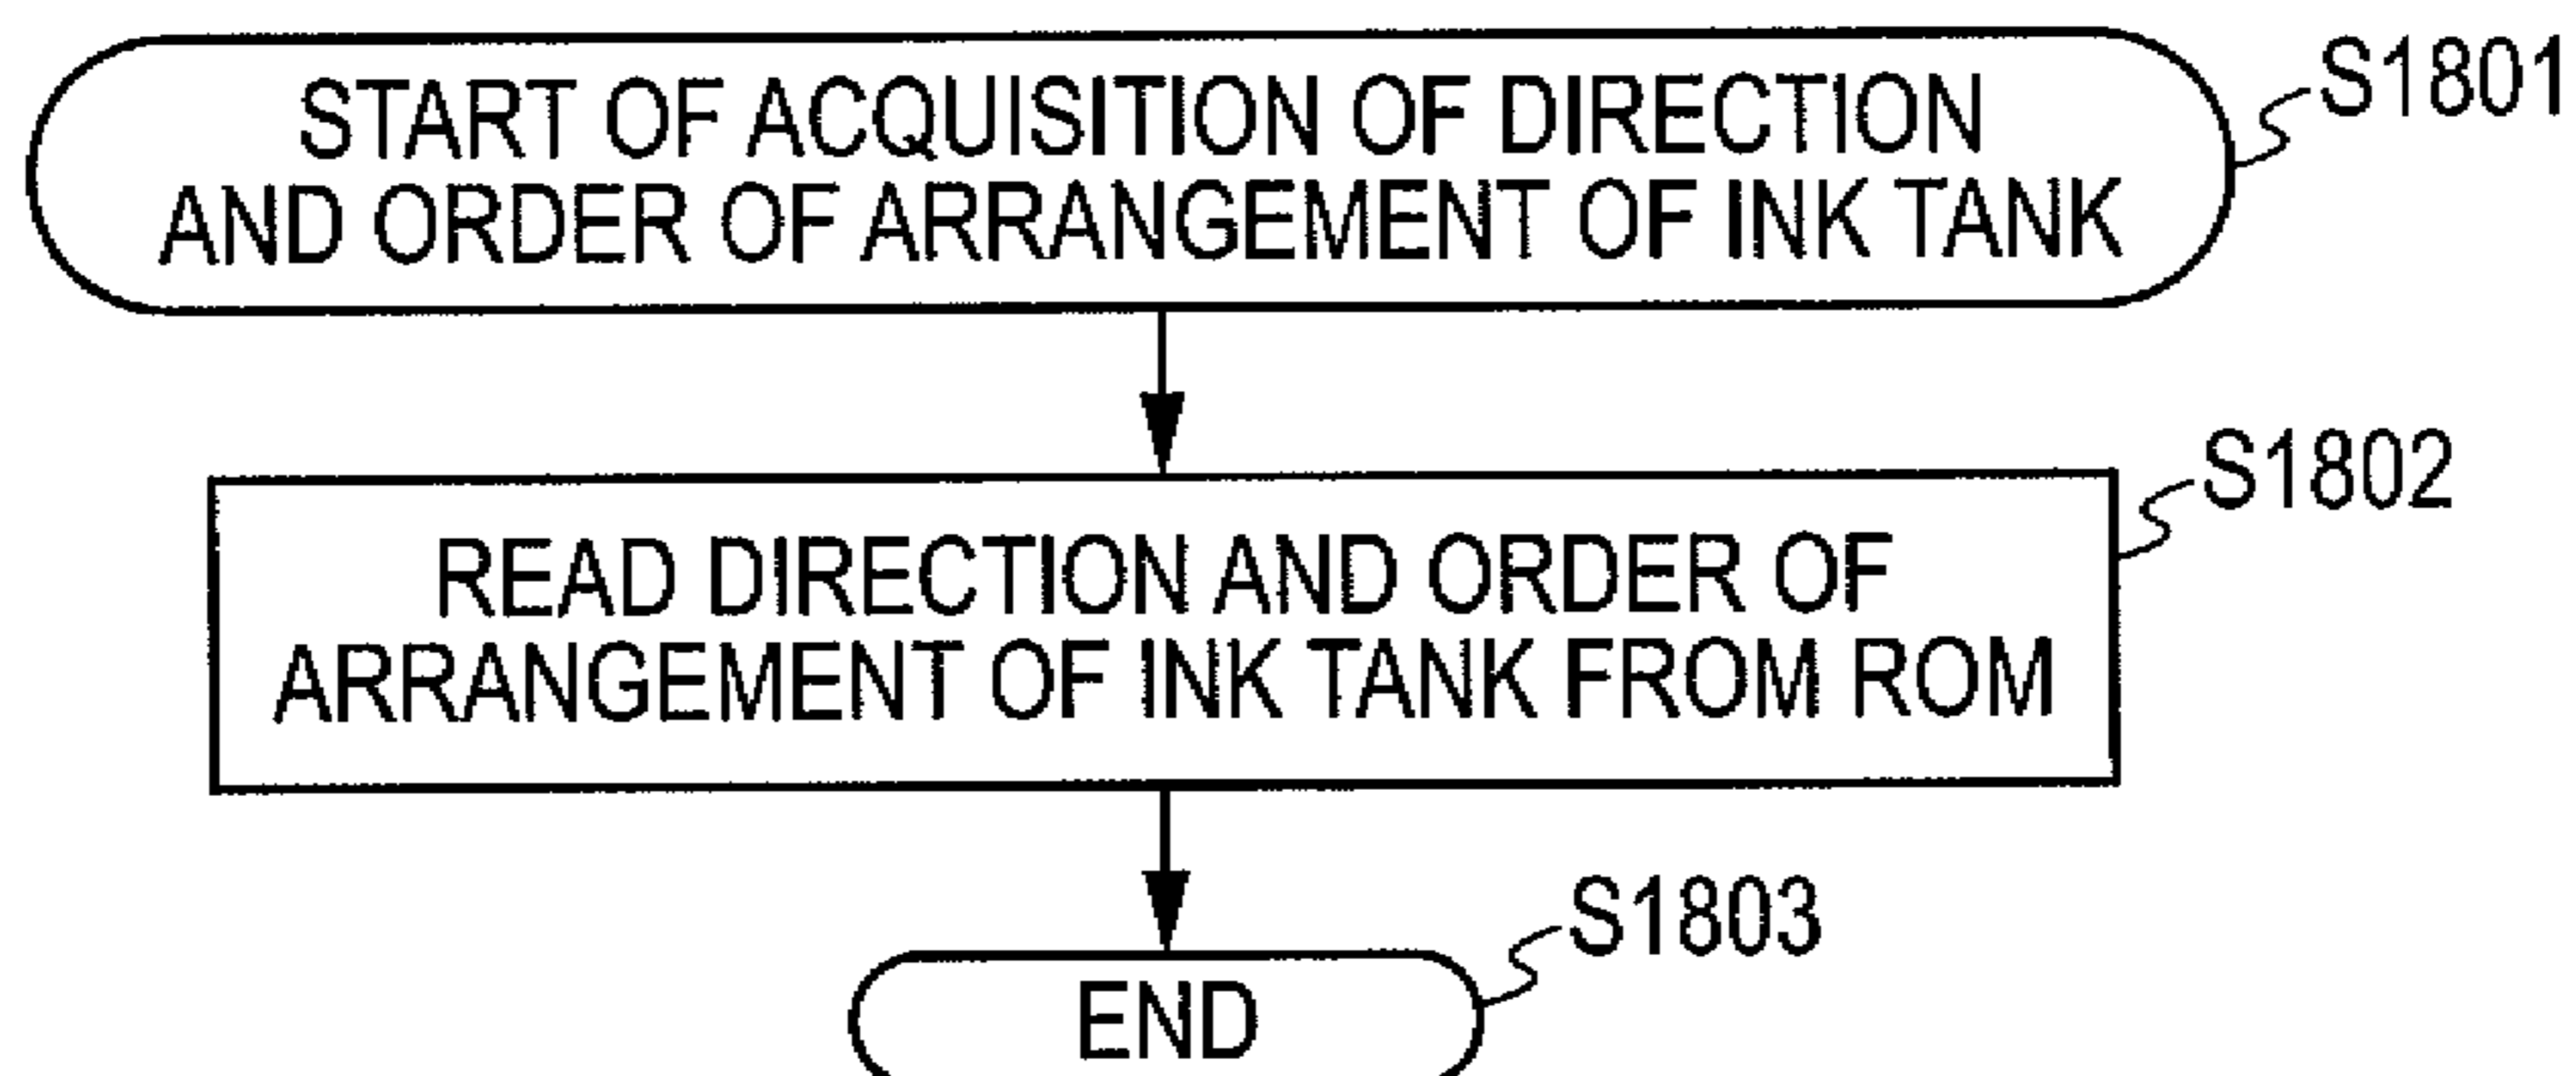 START OF ACQUISITION OF DIRECTION
AND ORDER OF ARRANGEMENT OF INK TANK
S1801
READ DIRECTION AND ORDER OF
ARRANGEMENT OF INK TANK FROM ROM
S1802
END
S1803